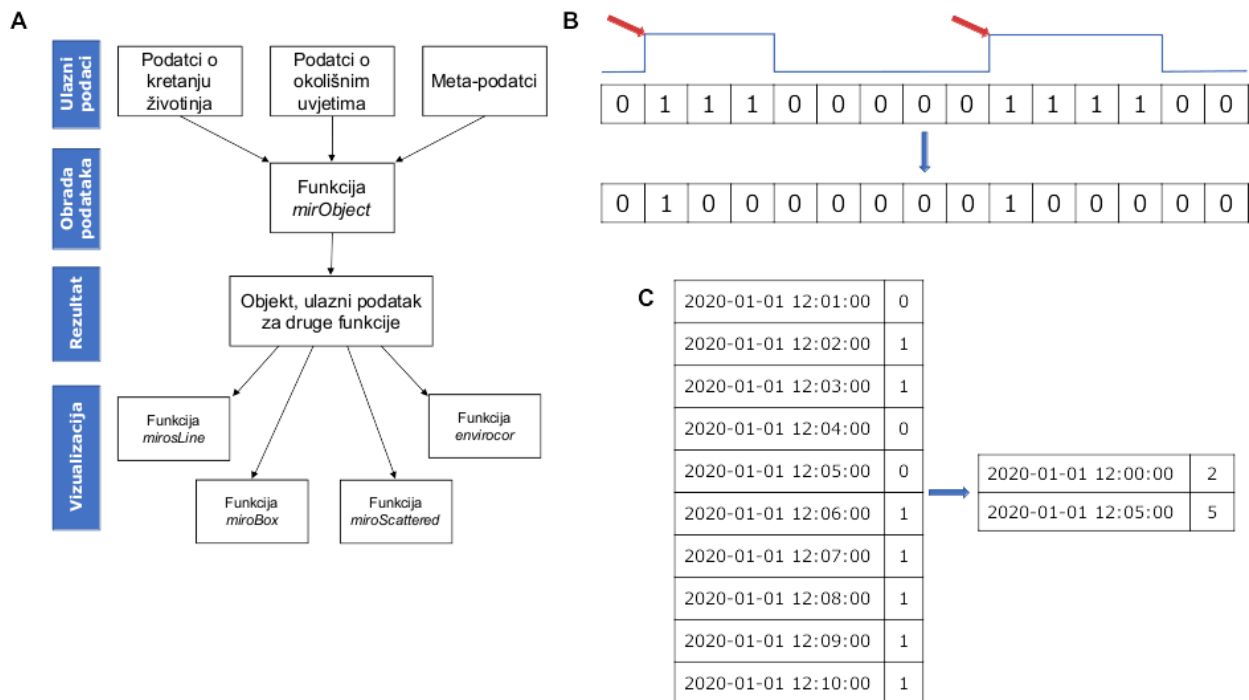 A
Ulazni
podaci
Podatci o
kretanju
životinja
Podatci o
okolišnim
uvjetima
Meta-podatci
Obrada
podataka
Funkcija
mirObject
Rezultat
Objekt, ulazni podatak
za druge funkcije
Vizualizacija
Funkcija
mirosLine
Funkcija
envirocor
Funkcija
miroBox
Funkcija
miroScattered
B
0 1 1 1 0 0 0 0 0 1 1 1 1 0 0
0 1 0 0 0 0 0 0 0 1 0 0 0 0 0
C
2020-01-01 12:01:00 0
2020-01-01 12:02:00 1
2020-01-01 12:03:00 1
2020-01-01 12:04:00 0
2020-01-01 12:05:00 0
2020-01-01 12:06:00 1
2020-01-01 12:07:00 1
2020-01-01 12:08:00 1
2020-01-01 12:09:00 1
2020-01-01 12:10:00 1
2020-01-01 12:00:00 2
2020-01-01 12:05:00 5